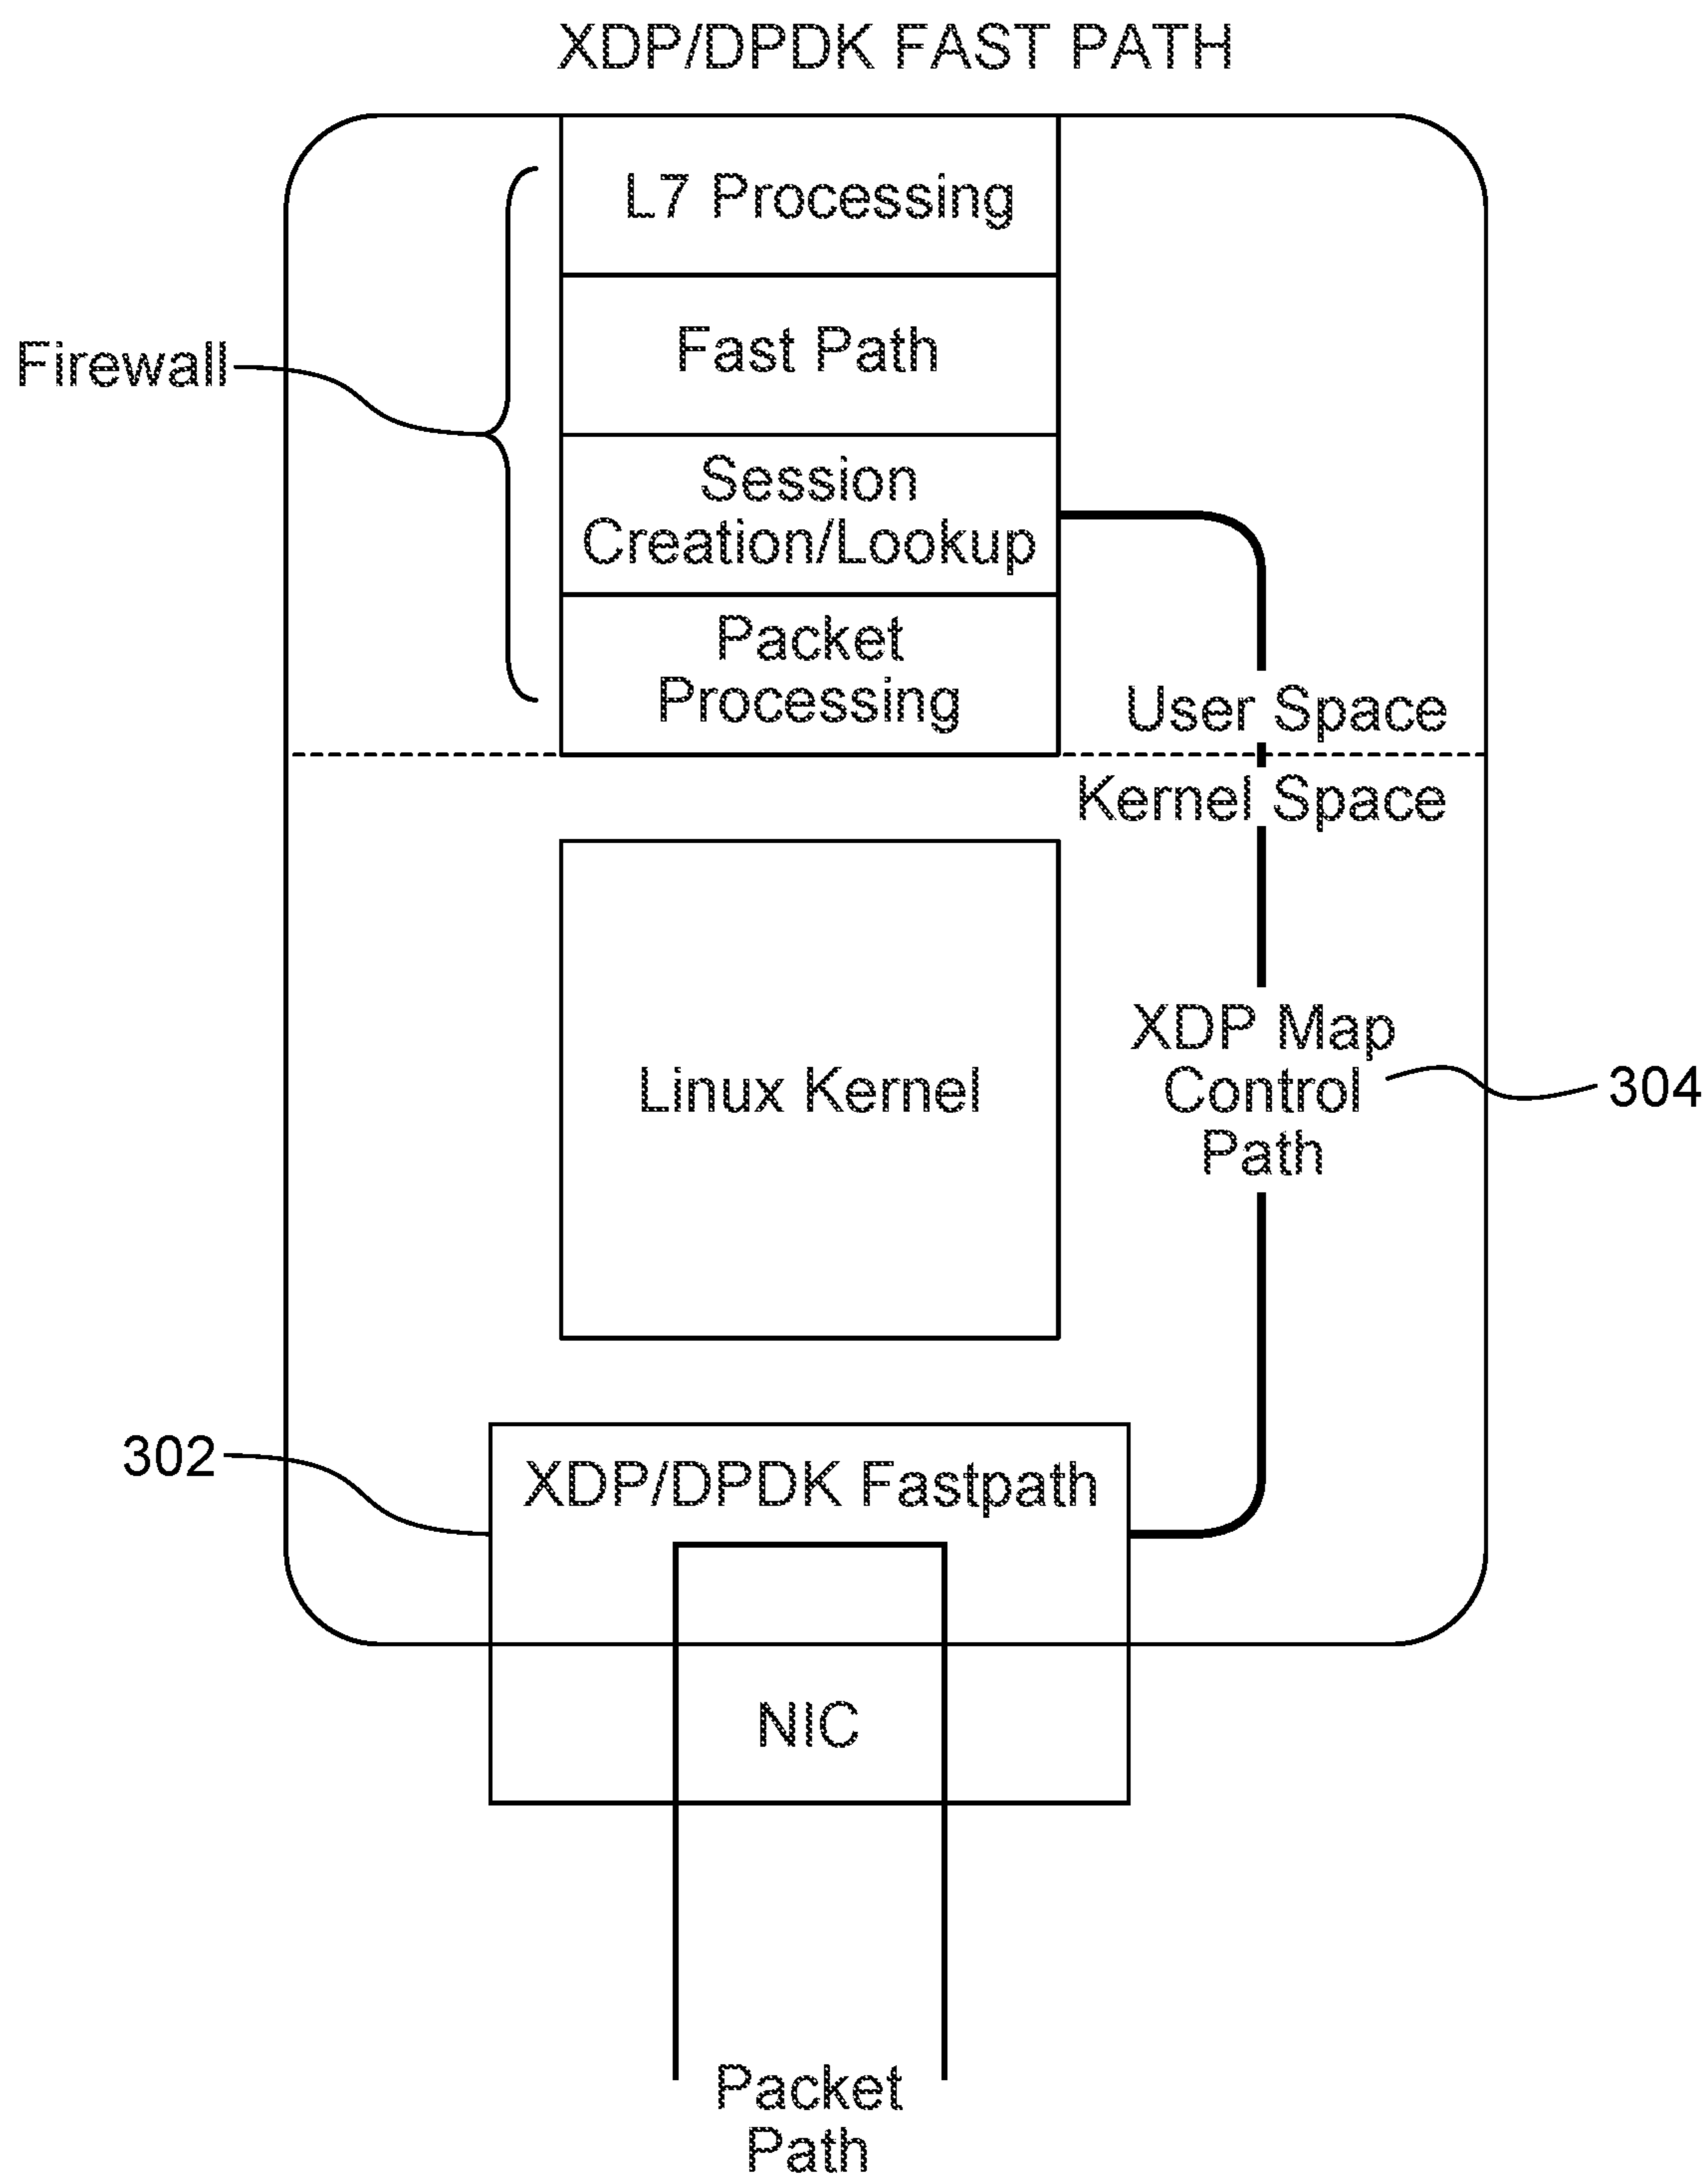 XDP/DPDK FAST PATH
L7 Processing
Fast Path
Firewall
Session
Creation/Lookup
Packet
Processing
User Space
Kernel Space
Linux Kernel
XDP Map
Control
Path
304
302
XDP/DPDK Fastpath
NIC
Packet
Path